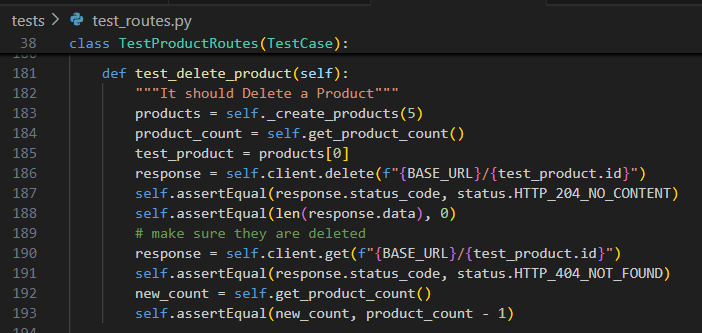 tests > test_routes.py
38 class TestProductRoutes(TestCase):
181 def test_delete_product(self):
182 """It should Delete a Product"""
183 products = self._create_products(5)
184 product_count = self.get_product_count()
185 test_product = products[0]
186 response = self.client.delete(f"{BASE_URL}/{test_product.id}")
187 self.assertEqual(response.status_code, status.HTTP_204_NO_CONTENT)
188 self.assertEqual(len(response.data), 0)
189 # make sure they are deleted
190 response = self.client.get(f"{BASE_URL}/{test_product.id}")
191 self.assertEqual(response.status_code, status.HTTP_404_NOT_FOUND)
192 new_count = self.get_product_count()
193 self.assertEqual(new_count, product_count - 1)